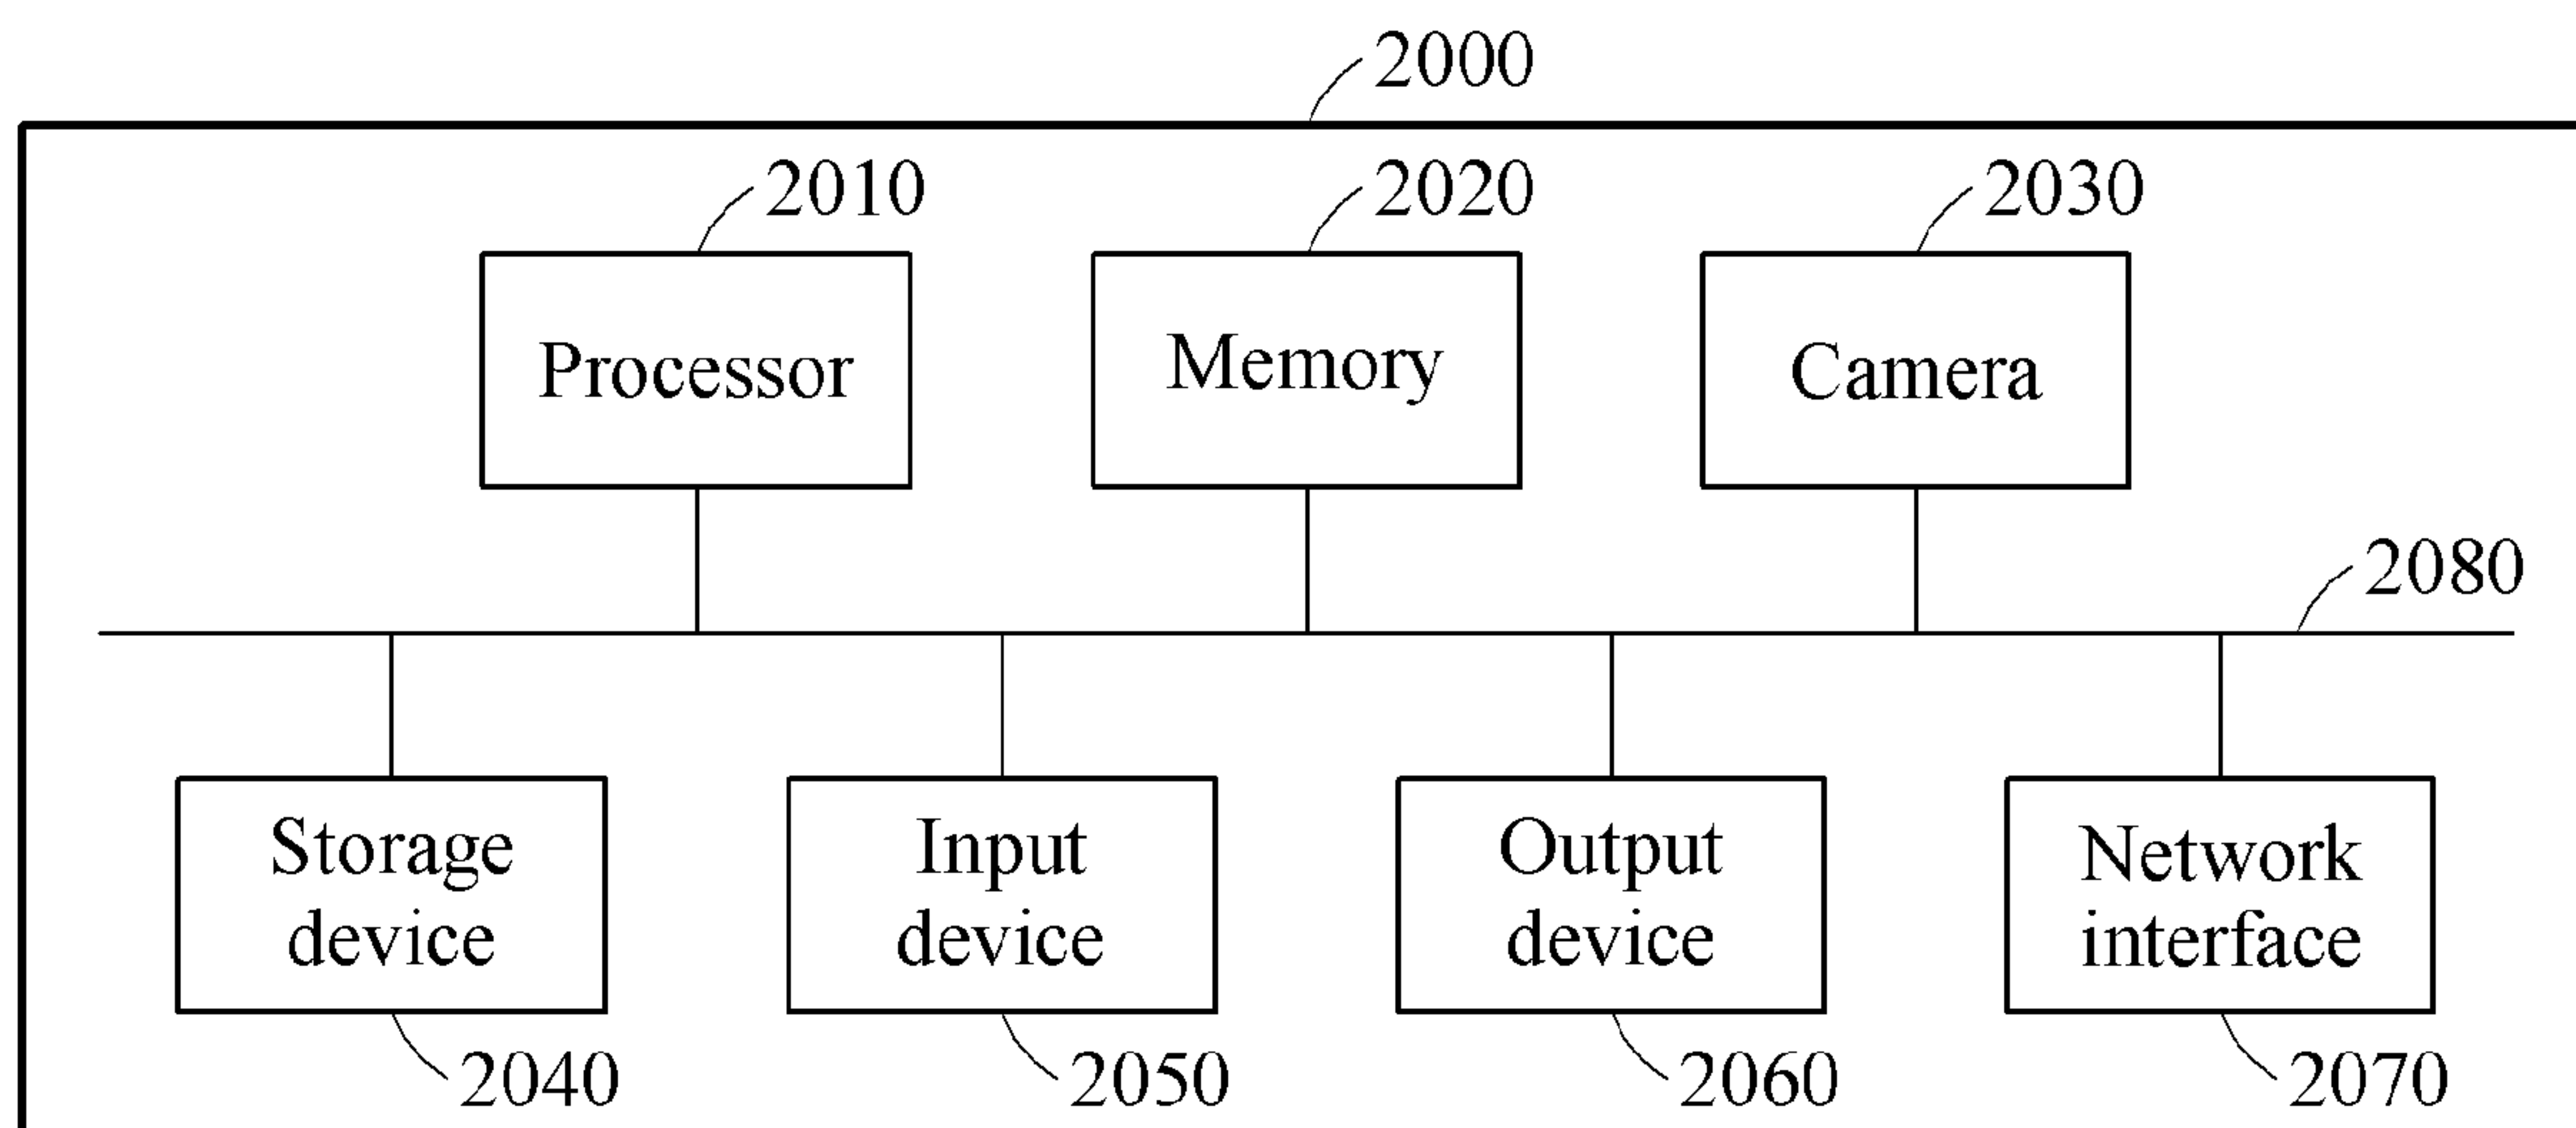 2000
2010
2020
2030
Processor
Memory
Camera
2080
Storage
device
Input
device
Output
device
Network
interface
2040
2050
2060
2070